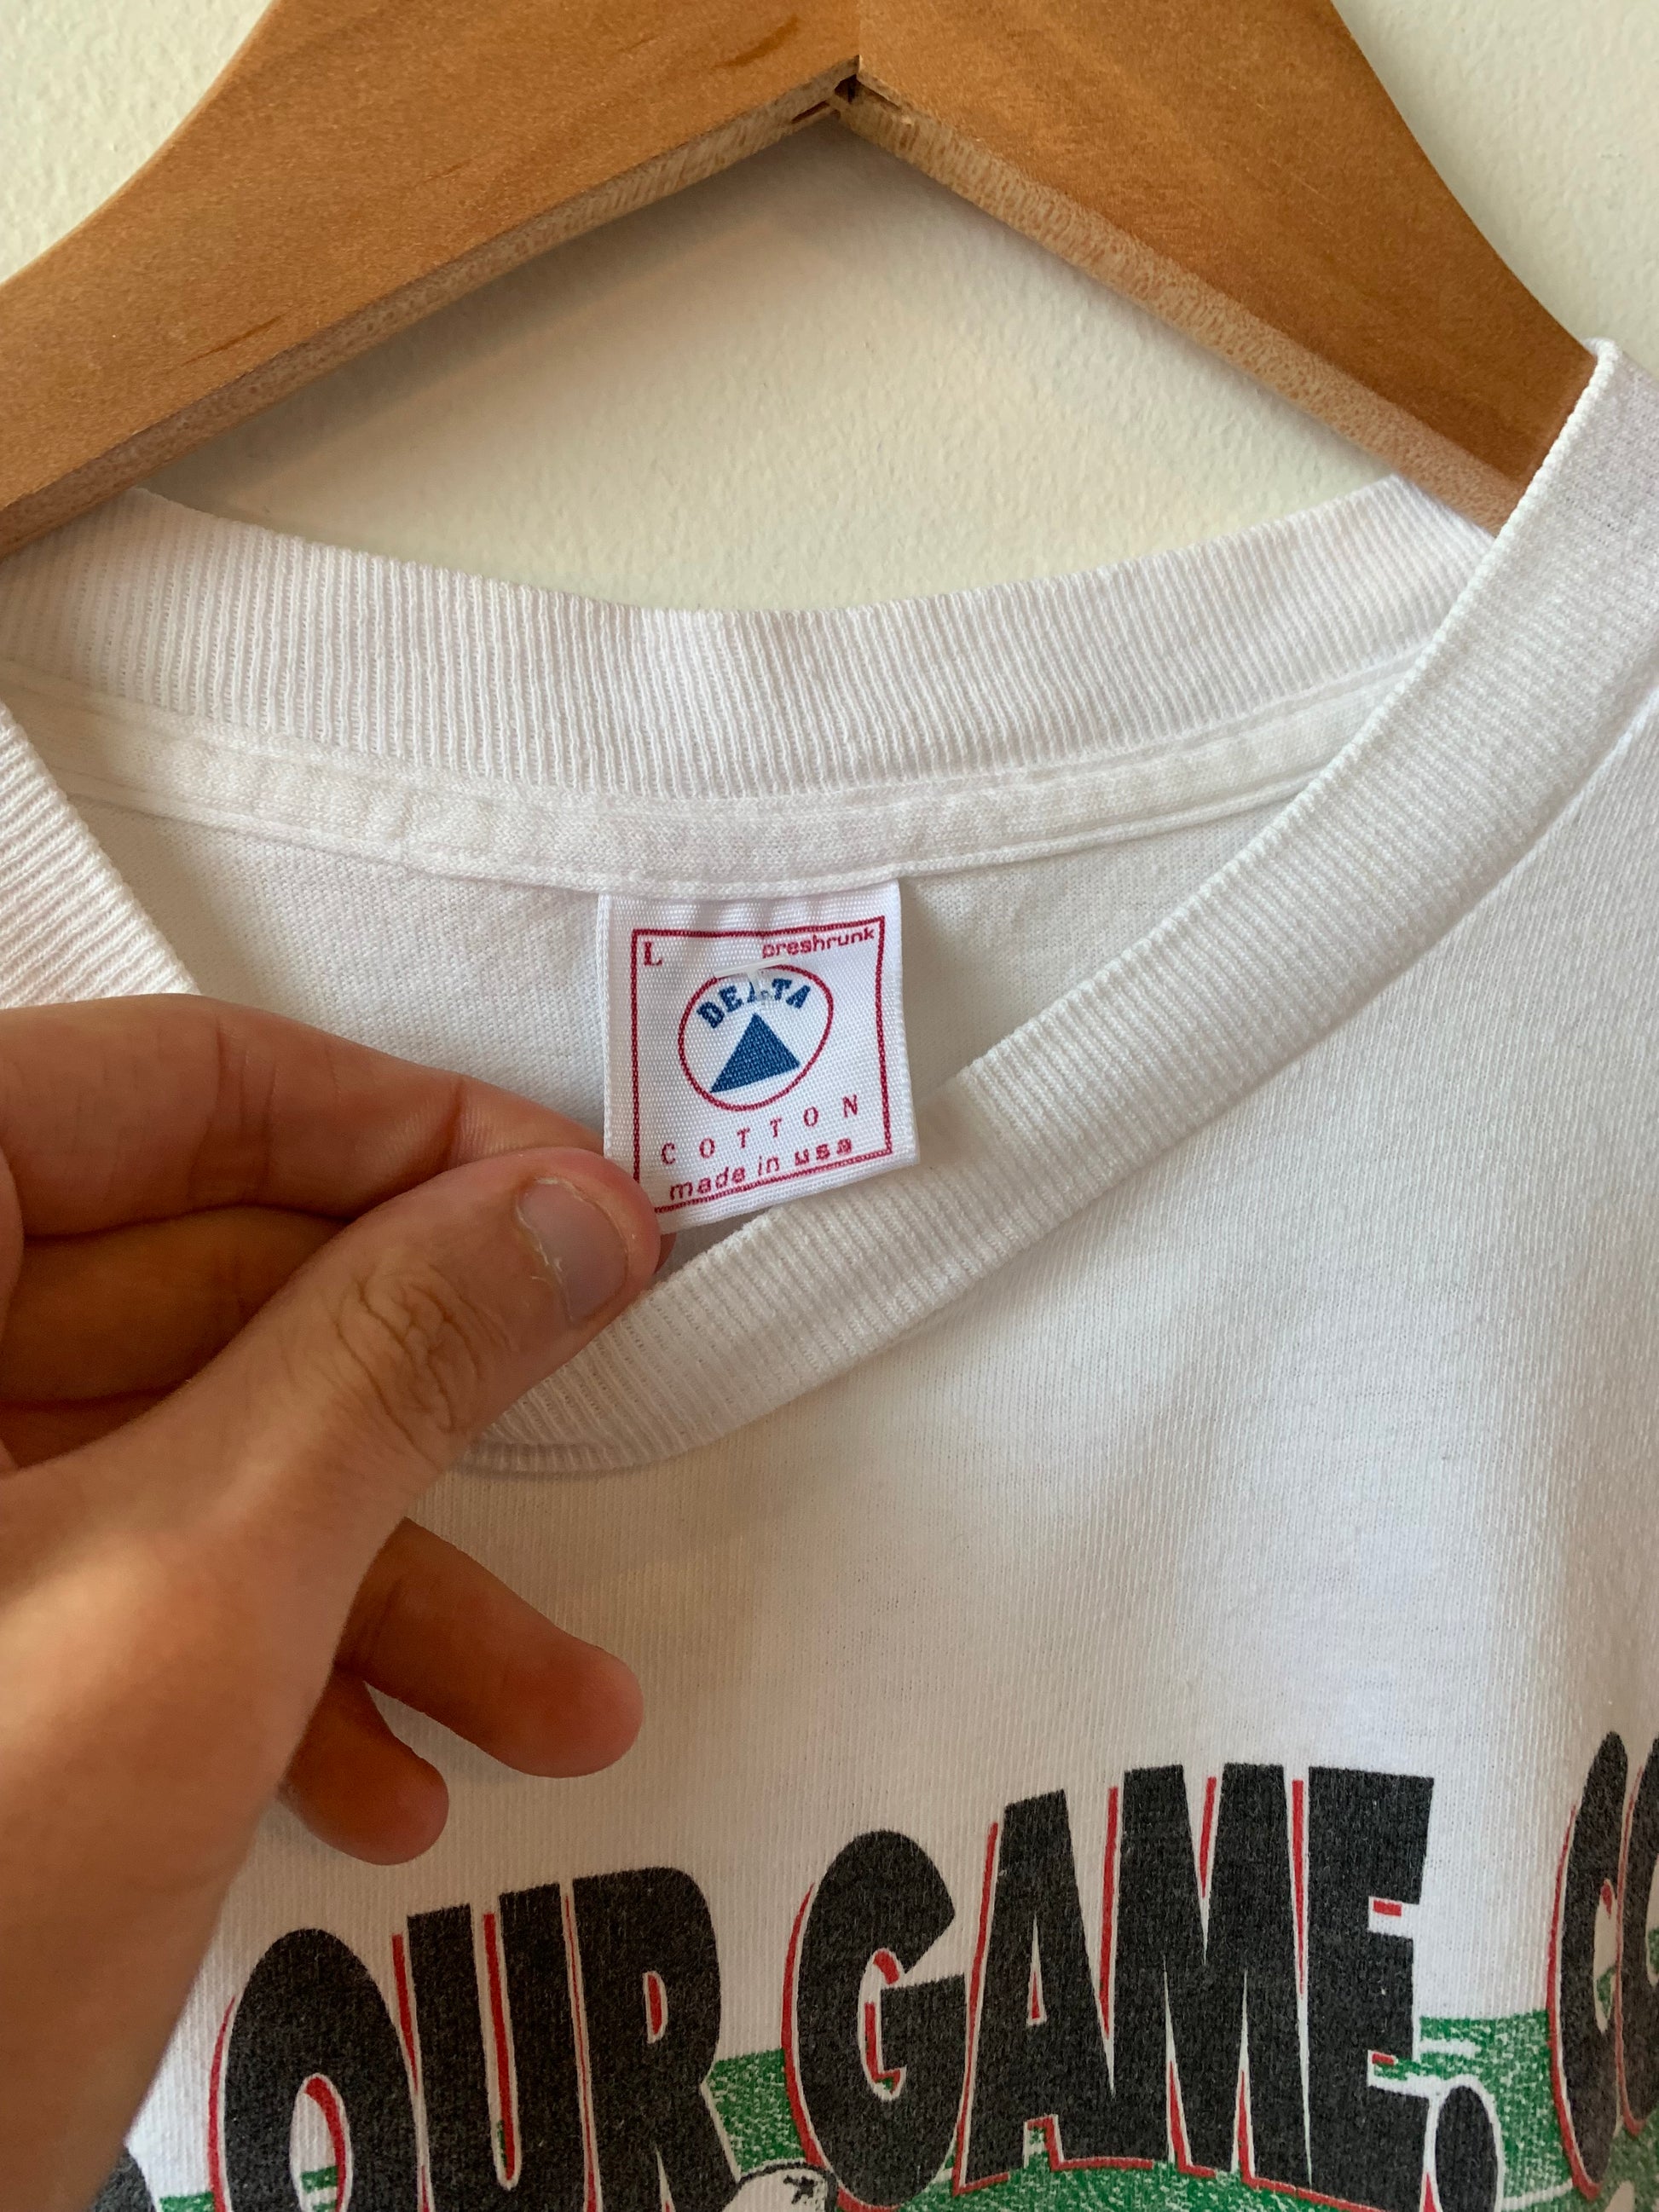 L preshrunk
DELTA
COTTON
made in usa
OUR GAME,